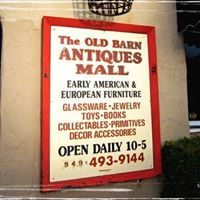 The OLD BARN
ANTIQUES
MALL
EARLY AMERICAN &
EUROPEAN FURNITURE
GLASSWARE • JEWELRY
TOYS • BOOKS
COLLECTABLES • PRIMITIVES
DECOR ACCESSORIES
OPEN DAILY 10-5
949 493-9144